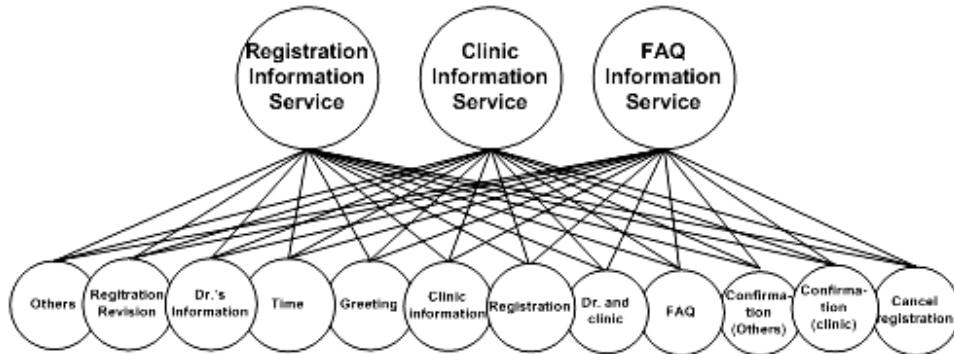 Registration
Information
Service
Clinic
Information
Service
FAQ
Information
Service
Others
Regitration
Revision
Dr.'s
Information
Time
Greeting
Clinic
information
Registration
Dr. and
clinic
FAQ
Confirma-
tion
(Others)
Confirma-
tion
(clinic)
Cancel
registration